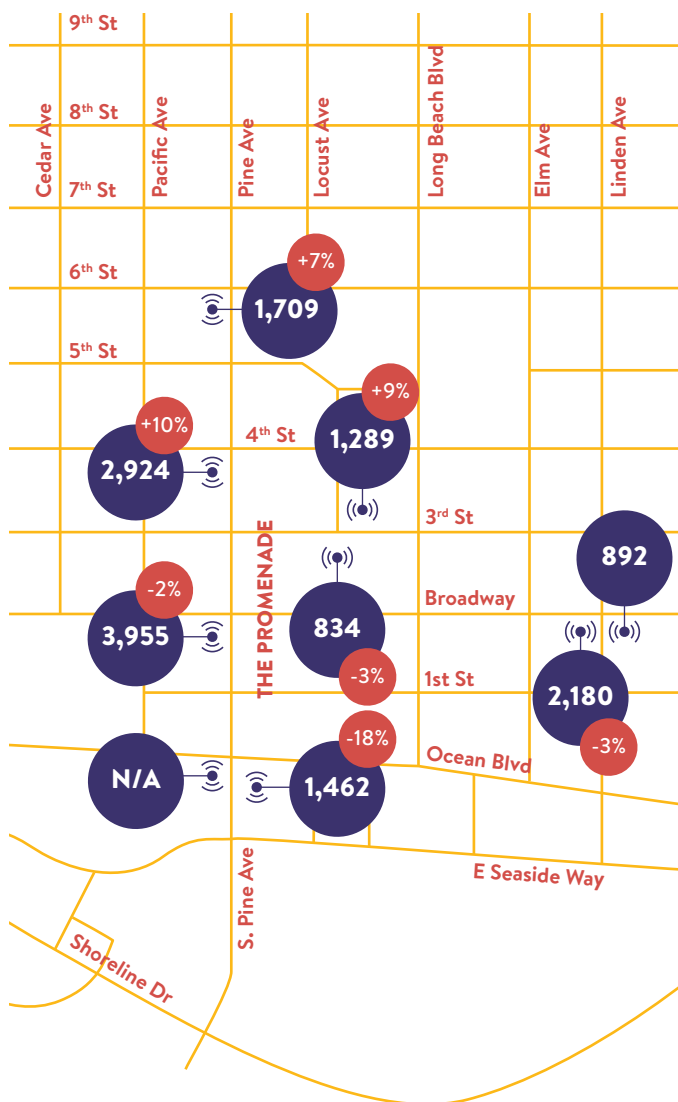 9th St
8th St
Cedar Ave
Pacific Ave
Pine Ave
Locust Ave
Long Beach Blvd
Elm Ave
Linden Ave
7th St
+7%
6th St
1,709
5th St
+9%
+10%
4th St
1,289
2,924
3rd St
THE PROMENADE
892
-2%
Broadway
3,955
834
-3%
1st St
2,180
-18%
-3%
Ocean Blvd
N/A
1,462
E Seaside Way
S. Pine Ave
Shoreline Dr